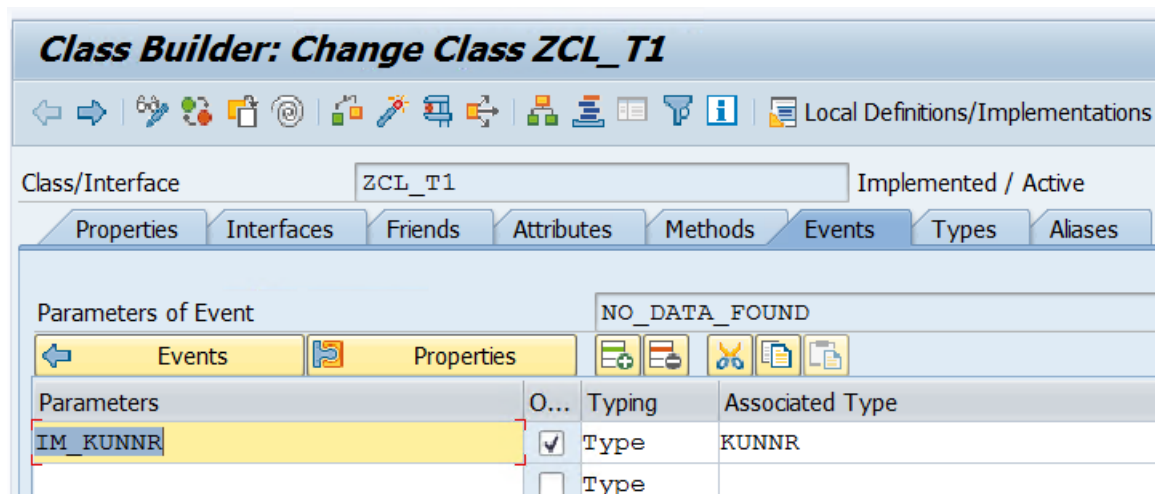 Class Builder: Change Class ZCL_T1
Local Definitions/Implementations
Class/Interface ZCL_T1 Implemented / Active
Properties Interfaces Friends Attributes Methods Events Types Aliases
Parameters of Event NO_DATA_FOUND
Events Properties
Parameters O... Typing Associated Type
IM_KUNNR Type KUNNR
Type